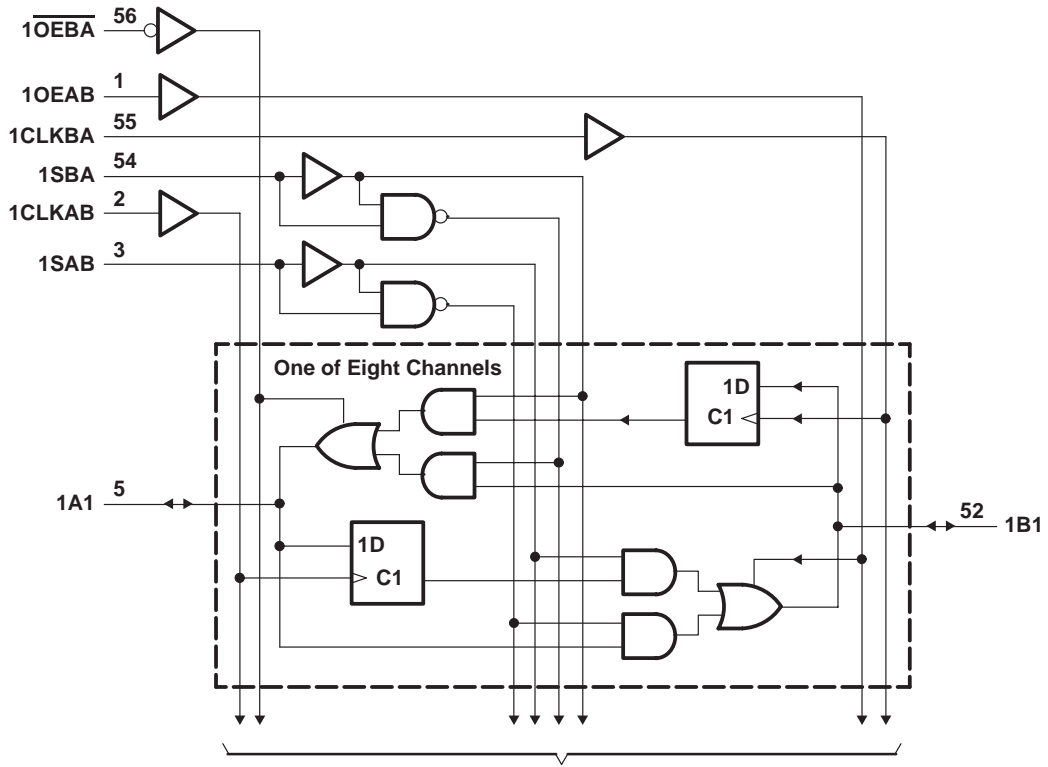 1O̅E̅B̅A̅ 56
1OEAB 1
1CLKBA 55
1SBA 54
1CLKAB 2
1SAB 3
One of Eight Channels
1D
C1
1A1 5
52 1B1
1D
C1